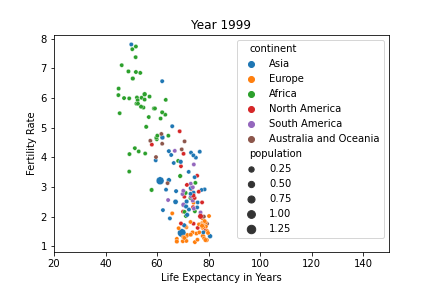 Year 1999
Fertility Rate
8
7
6
5
4
3
2
1
continent
Asia
Europe
Africa
North America
South America
Australia and Oceania
population
0.25
0.50
0.75
1.00
1.25
20 40 60 80 100 120 140
Life Expectancy in Years